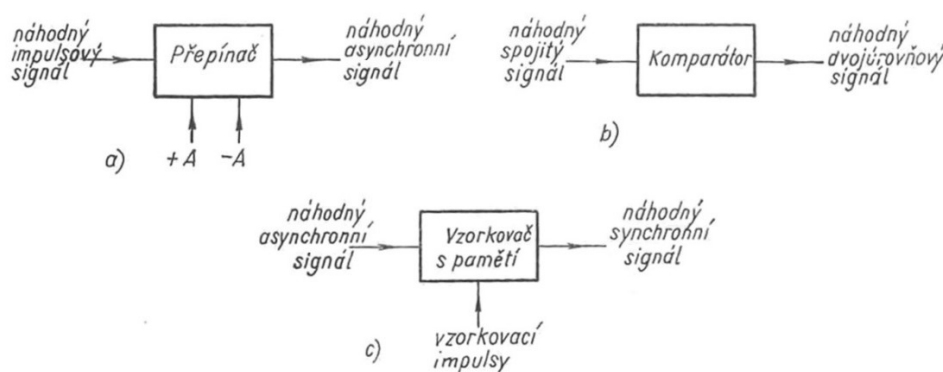 náhodný
impulsový
signál
Přepínač
náhodný
asynchronní
signál
+A -A
a)
náhodný
spojitý
signál
Komparátor
náhodný
dvojúrovňový
signál
b)
náhodný
asynchronní
signál
Vzorkovač
s pamětí
náhodný
synchronní
signál
vzorkovací
impulsy
c)